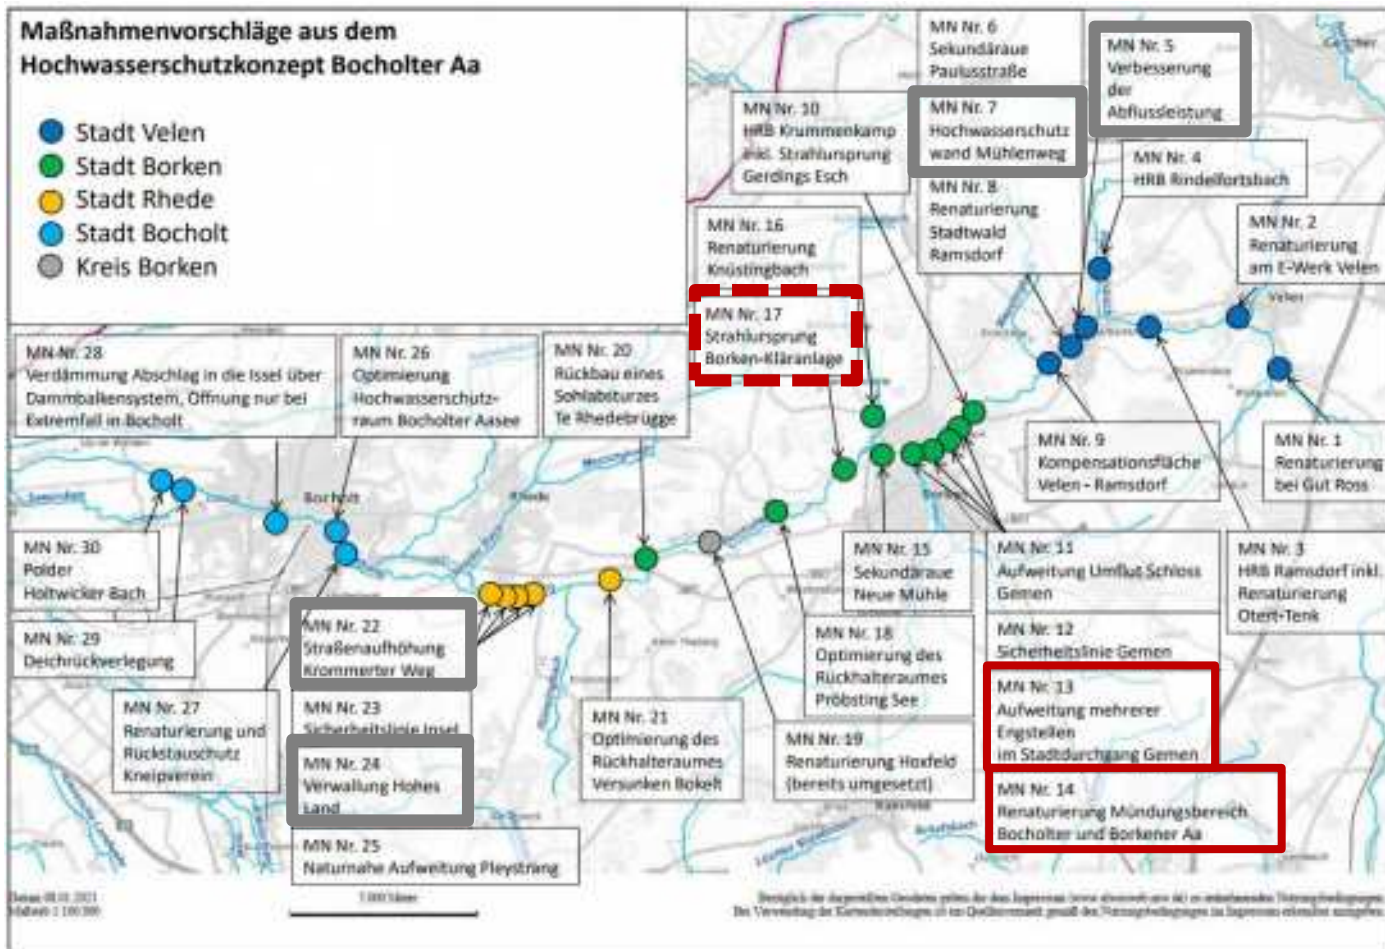 Maßnahmenvorschläge aus dem
Hochwasserschutzkonzept Bocholter Aa
Stadt Velen
Stadt Borken
Stadt Rhede
Stadt Bocholt
Kreis Borken
MN Nr. 6
Sekundäraue
Paulusstraße
MN Nr. 5
Verbesserung
der
Abflussleistung
MN Nr. 10
HRB Krummenkamp
inkl. Strahlursprung
Gerdings Esch
MN Nr. 7
Hochwasserschutz
wand Mühlenweg
MN Nr. 4
HRB Rindelfortsbach
MN Nr. 8
Renaturierung
Stadtwald
Ramsdorf
MN Nr. 16
Renaturierung
Knüstingbach
MN Nr. 2
Renaturierung
am E-Werk Velen
Velen
MN Nr. 17
Strahlursprung
Borken-Kläranlage
MN Nr. 28
Verdämmung Abschlag in die Issel über
Dammbalkensystem, Öffnung nur bei
Extremfall in Bocholt
MN Nr. 26
Optimierung
Hochwasserschutz-
raum Bocholter Aasee
MN Nr. 20
Rückbau eines
Sohlabsturzes
Te Rhedebrügge
MN Nr. 9
Kompensationsfläche
Velen - Ramsdorf
MN Nr. 1
Renaturierung
bei Gut Ross
Bocholt
Rhede
Borken
MN Nr. 30
Polder
Holtwicker Bach
MN Nr. 15
Sekundäraue
Neue Mühle
MN Nr. 11
Aufweitung Umflut Schloss
Gemen
MN Nr. 3
HRB Ramsdorf inkl.
Renaturierung
Otert-Tenk
MN Nr. 29
Deichrückverlegung
MN Nr. 22
Straßenaufhöhung
Krommerter Weg
MN Nr. 18
Optimierung des
Rückhalteraumes
Pröbsting See
MN Nr. 12
Sicherheitslinie Gemen
MN Nr. 27
Renaturierung und
Rückstauschutz
Kneipverein
MN Nr. 23
Sicherheitslinie Insel
MN Nr. 21
Optimierung des
Rückhalteraumes
Versunken Bokelt
MN Nr. 19
Renaturierung Hoxfeld
(bereits umgesetzt)
MN Nr. 13
Aufweitung mehrerer
Engstellen
im Stadtdurchgang Gemen
MN Nr. 24
Verwallung Hohes
Land
MN Nr. 14
Renaturierung Mündungsbereich
Bocholter und Borkener Aa
MN Nr. 25
Naturnahe Aufweitung Pleystrang